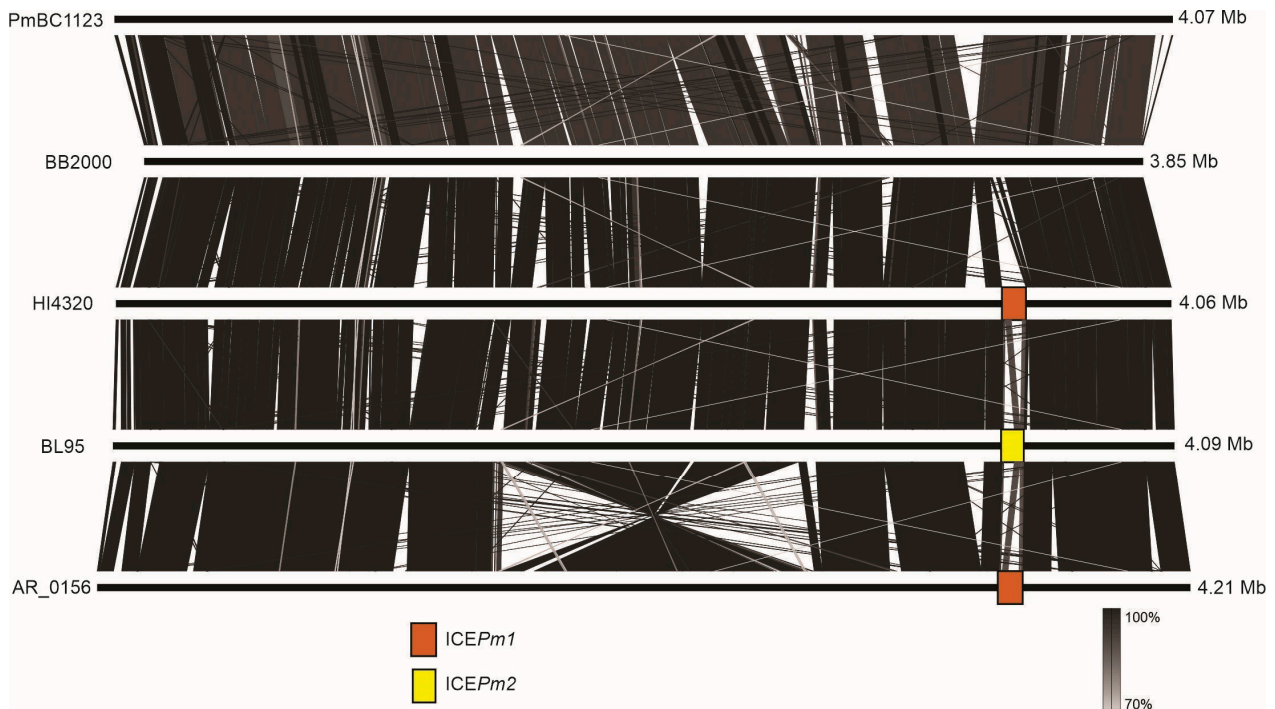 PmBC1123 4.07 Mb
BB2000 3.85 Mb
HI4320 4.06 Mb
BL95 4.09 Mb
AR_0156 4.21 Mb
ICEPm1
ICEPm2
100%
70%